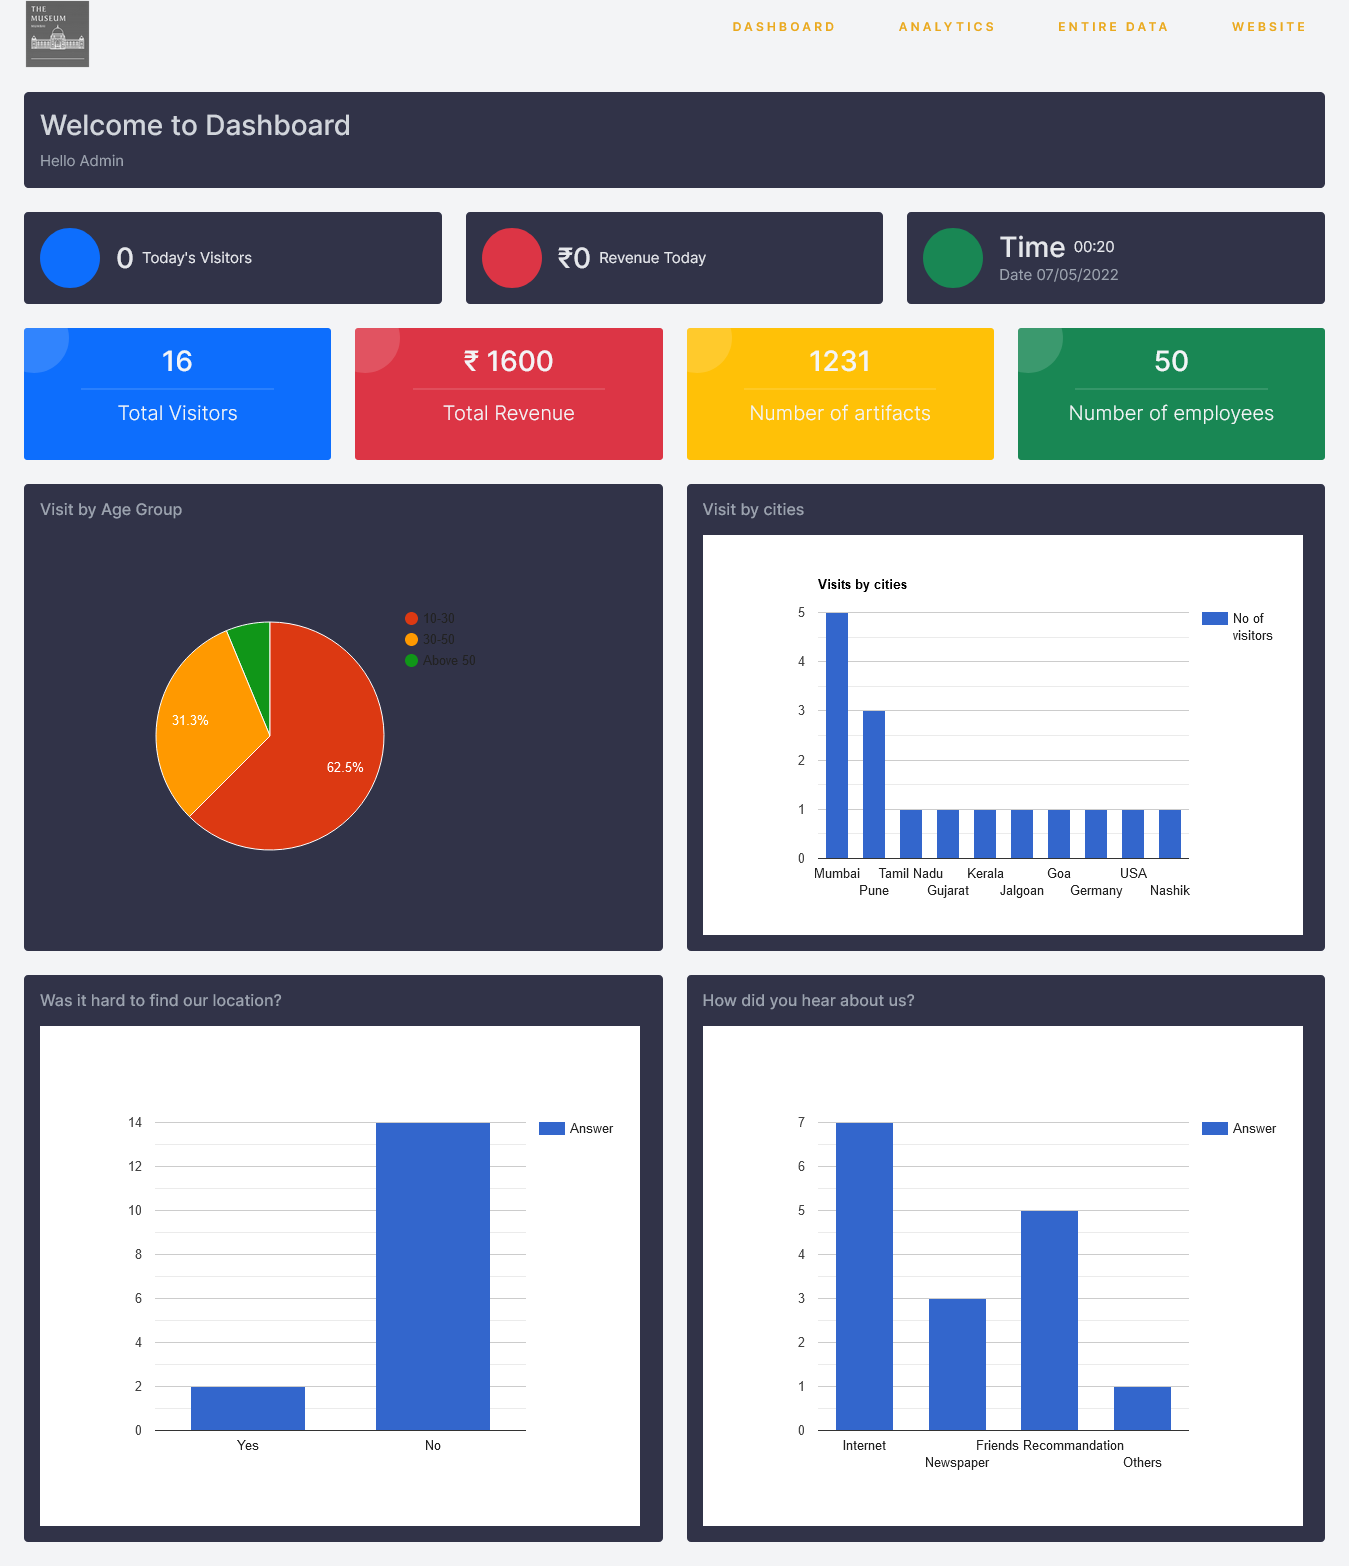 THE
MUSEUM
DASHBOARD
ANALYTICS
ENTIRE DATA
WEBSITE
Welcome to Dashboard
Hello Admin
0 Today's Visitors
₹0 Revenue Today
Time 00:20
Date 07/05/2022
16
Total Visitors
₹ 1600
Total Revenue
1231
Number of artifacts
50
Number of employees
Visit by Age Group
10-30
30-50
Above 50
31.3%
62.5%
Visit by cities
Visits by cities
5
4
3
2
1
0
No of
visitors
Mumbai
Tamil Nadu
Kerala
Goa
USA
Pune
Gujarat
Jalgoan
Germany
Nashik
Was it hard to find our location?
14
12
10
8
6
4
2
0
Answer
Yes
No
How did you hear about us?
7
6
5
4
3
2
1
0
Answer
Internet
Friends Recommandation
Newspaper
Others